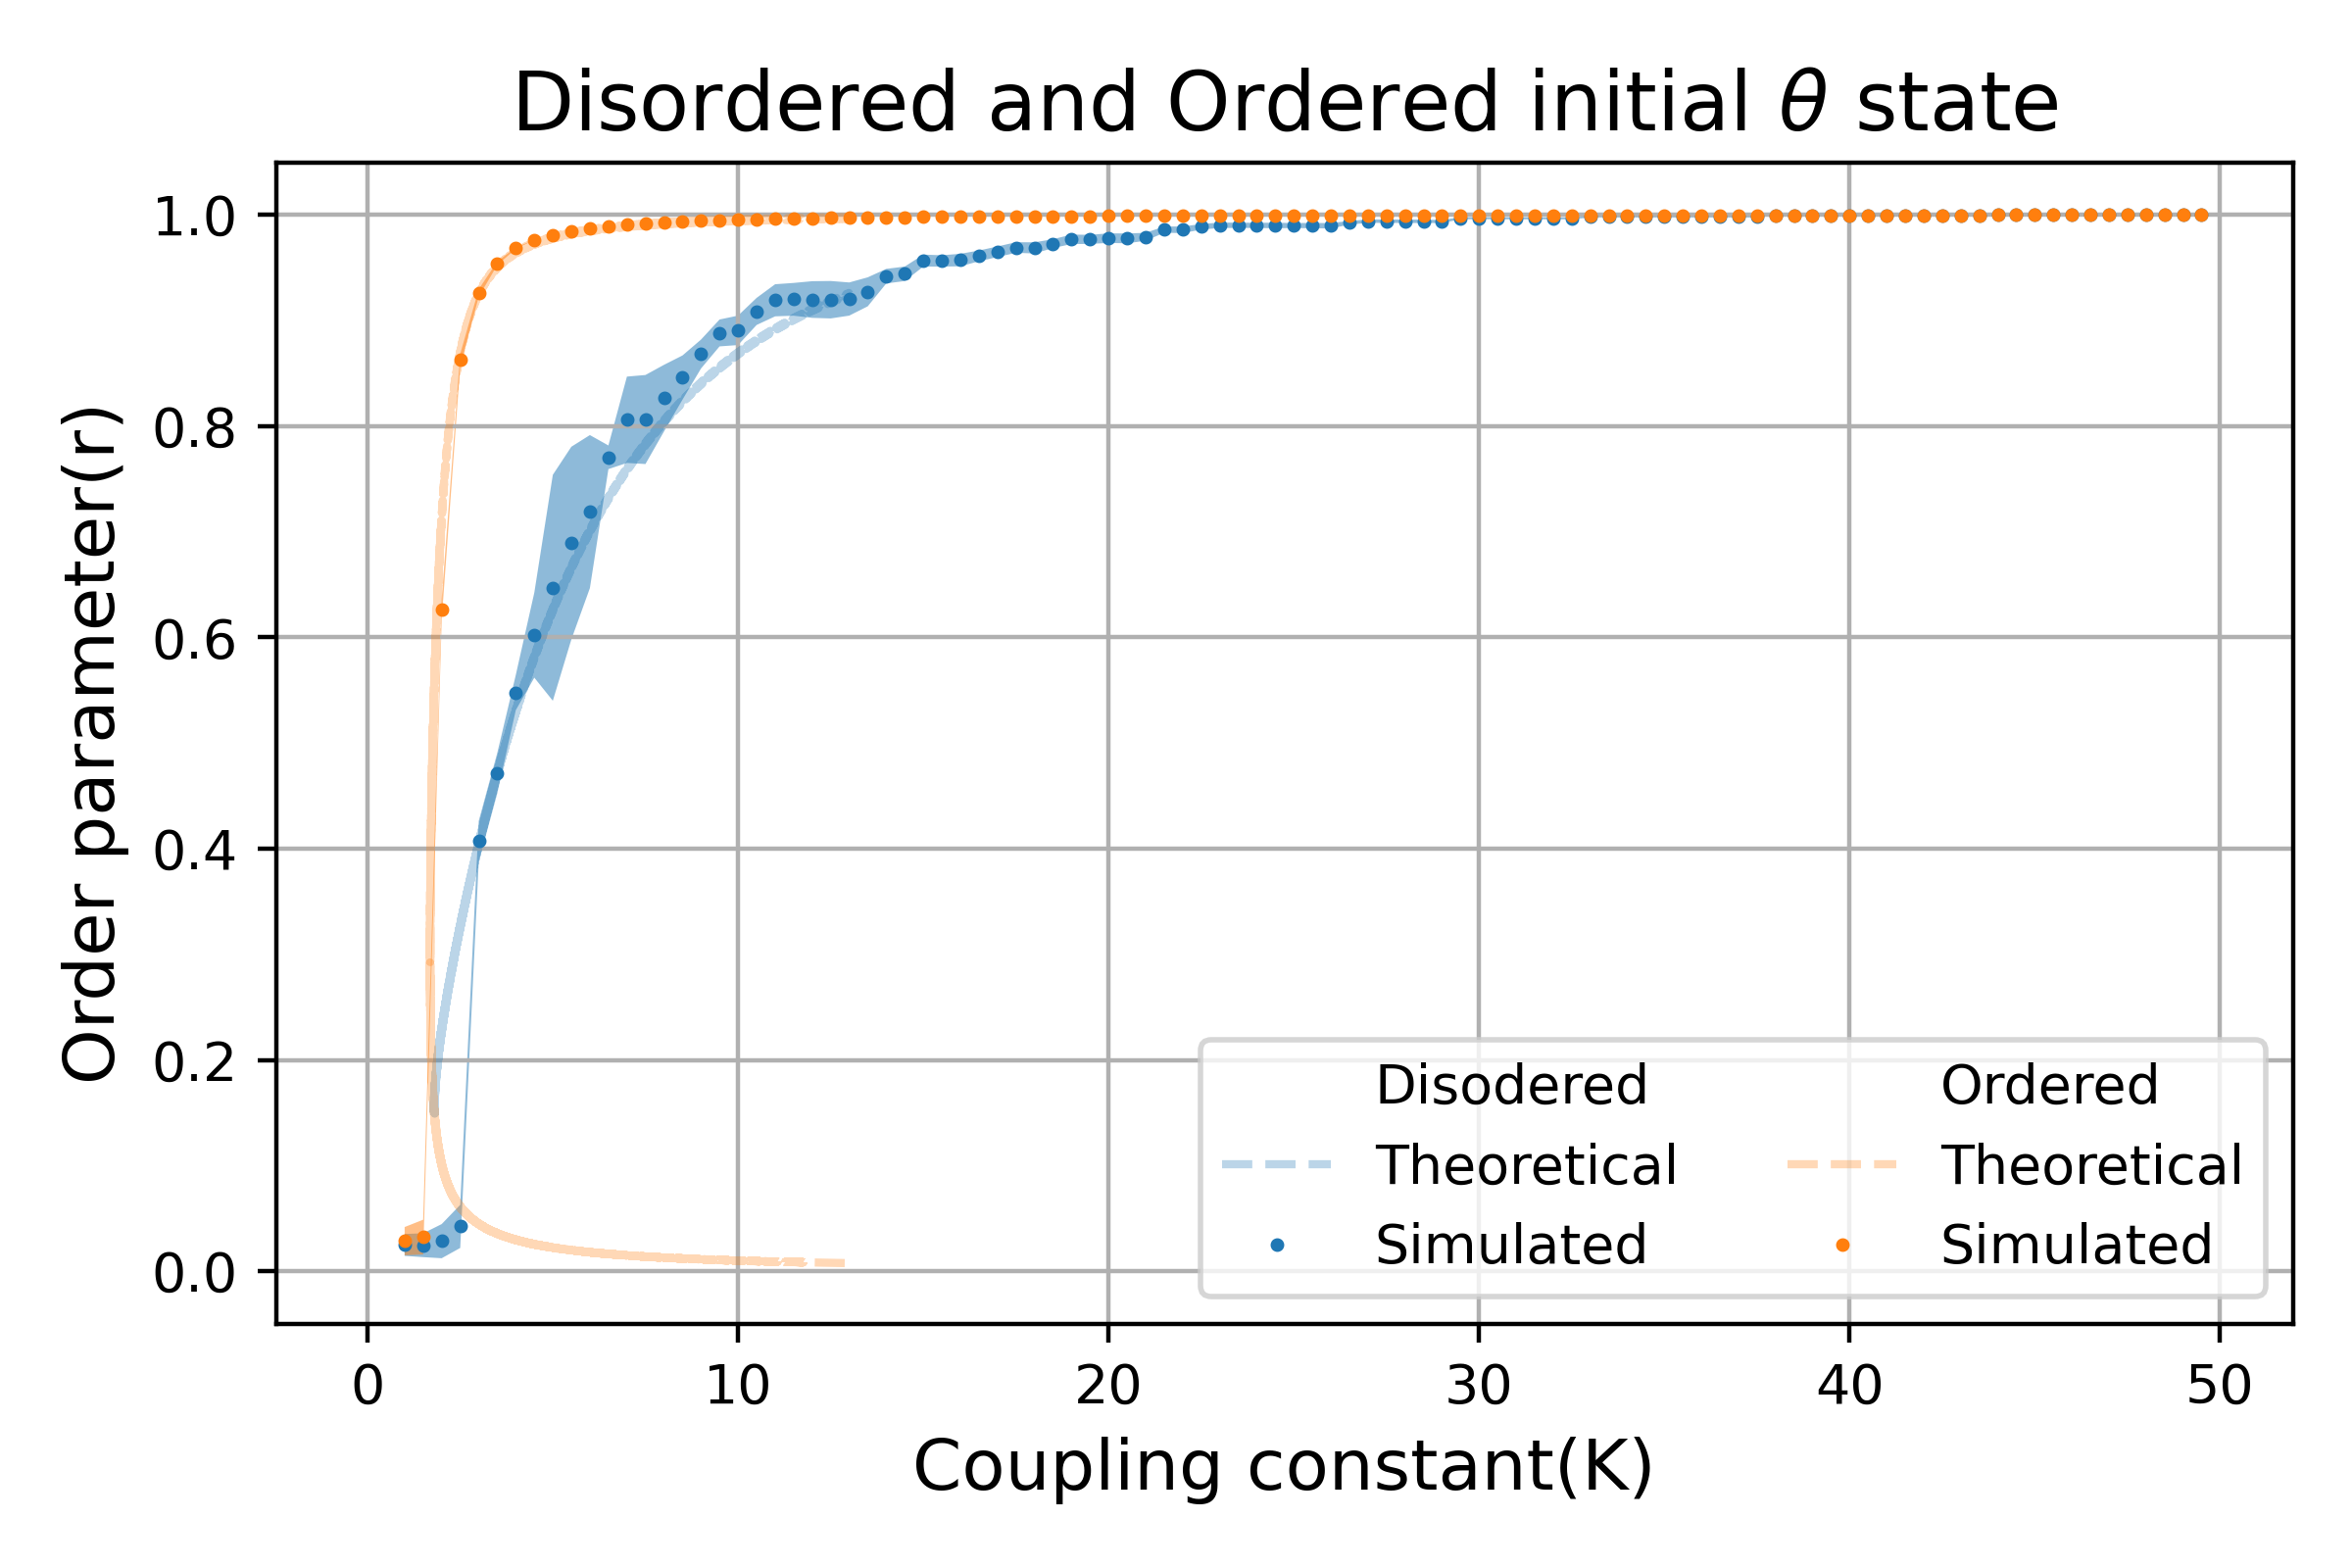 Disordered and Ordered initial θ state
Order parameter(r)
1.0
0.8
0.6
0.4
0.2
0.0
0 10 20 30 40 50
Coupling constant(K)
Disodered Ordered
Theoretical Theoretical
Simulated Simulated